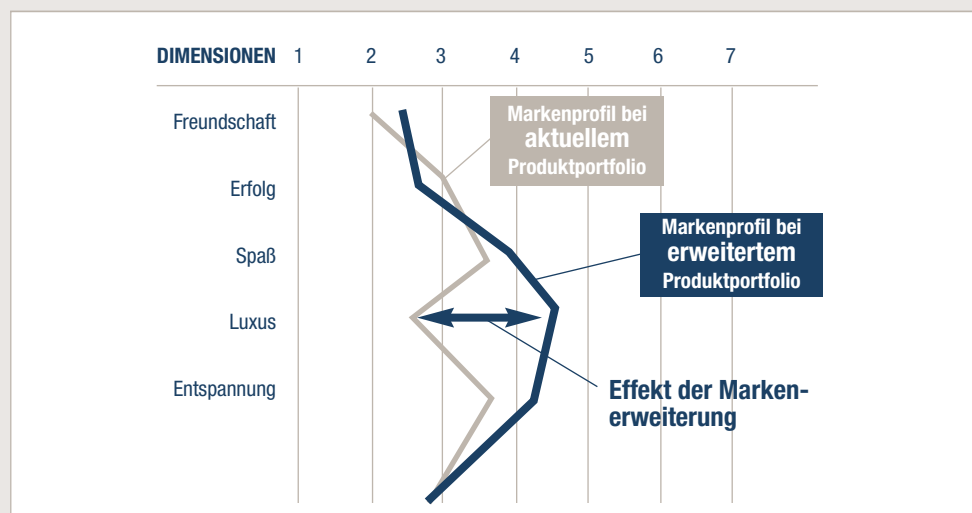 DIMENSIONEN 1 2 3 4 5 6 7
Freundschaft
Erfolg
Spaß
Luxus
Entspannung
Markenprofil bei
aktuellem
Produktportfolio
Markenprofil bei
erweitertem
Produktportfolio
Effekt der Marken-
erweiterung